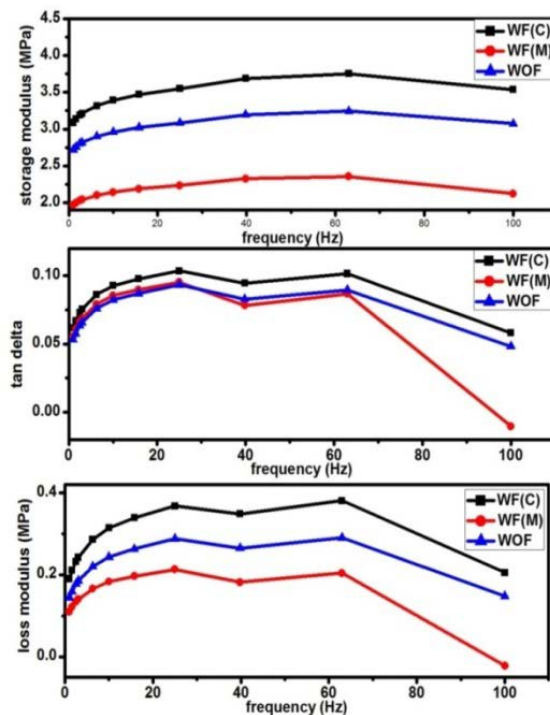 storage modulus (MPa)
4.5
4.0
3.5
3.0
2.5
2.0
WF(C)
WF(M)
WOF
0 20 40 60 80 100
frequency (Hz)
tan delta
0.10
0.05
0.00
WF(C)
WF(M)
WOF
0 20 40 60 80 100
frequency (Hz)
loss modulus (MPa)
0.4
0.2
0.0
WF(C)
WF(M)
WOF
0 20 40 60 80 100
frequency (Hz)